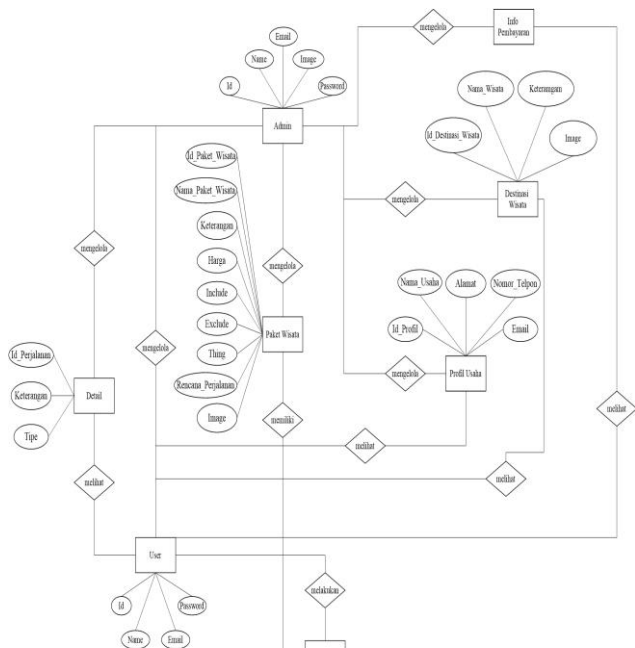 mengelola
Info
Pembayaran
Email
Name
Image
Id
Password
Admin
Nama_Wisata
Keterangan
Id_Destinasi_Wisata
Image
Destinasi
Wisata
mengelola
Id_Paket_Wisata
Nama_Paket_Wisata
Keterangan
Harga
Include
Exclude
Thing
Rencana_Perjalanan
Image
mengelola
Paket Wisata
memiliki
mengelola
mengelola
Nama_Usaha
Alamat
Nomor_Telpon
Id_Profil
Email
mengelola
Profil Usaha
Id_Perjalanan
Keterangan
Tipe
Detail
melihat
melihat
melihat
melihat
User
Id
Password
Name
Email
melakukan